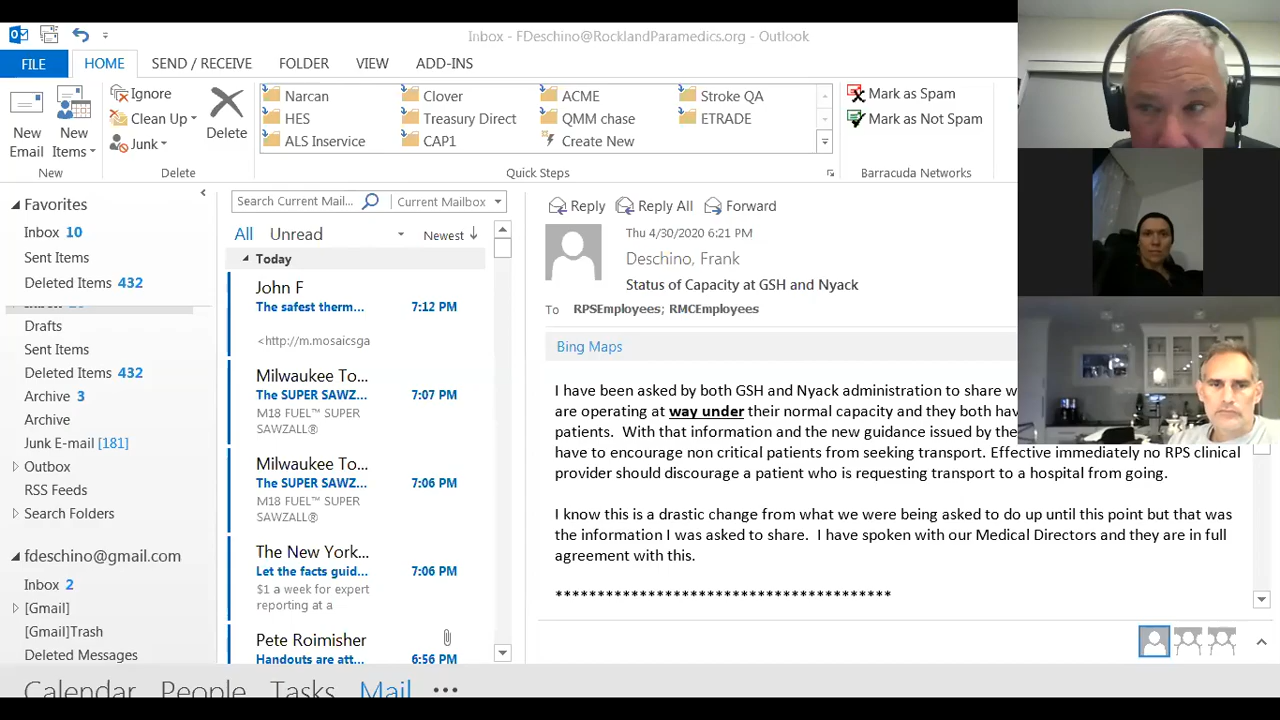 Inbox - FDeschino@RocklandParamedics.org - Outlook
FILE HOME SEND / RECEIVE FOLDER VIEW ADD-INS
New Email
New Items
Ignore
Clean Up
Junk
Delete
Narcan Clover ACME Stroke QA
HES Treasury Direct QMM chase ETRADE
ALS Inservice CAP1 Create New
Mark as Spam
Mark as Not Spam
New Delete Quick Steps Barracuda Networks
Favorites
Inbox 10
Sent Items
Deleted Items 432
Drafts
Sent Items
Deleted Items 432
Archive 3
Archive
Junk E-mail [181]
Outbox
RSS Feeds
Search Folders
fdeschino@gmail.com
Inbox 2
[Gmail]
[Gmail]Trash
Deleted Messages
Search Current Mail... Current Mailbox
All Unread Newest
Today
John F
The safest therm... 7:12 PM
<http://m.mosaicsga
Milwaukee To...
The SUPER SAWZ... 7:07 PM
M18 FUEL™ SUPER
SAWZALL®
Milwaukee To...
The SUPER SAWZ... 7:06 PM
M18 FUEL™ SUPER
SAWZALL®
The New York...
Let the facts guid... 7:06 PM
$1 a week for expert
reporting at a
Pete Roimisher
Handouts are att... 6:56 PM
Reply Reply All Forward
Thu 4/30/2020 6:21 PM
Deschino, Frank
Status of Capacity at GSH and Nyack
To RPSEmployees; RMCEmployees
Bing Maps
I have been asked by both GSH and Nyack administration to share w
are operating at way under their normal capacity and they both hav
patients. With that information and the new guidance issued by the
have to encourage non critical patients from seeking transport. Effective immediately no RPS clinical
provider should discourage a patient who is requesting transport to a hospital from going.
I know this is a drastic change from what we were being asked to do up until this point but that was
the information I was asked to share. I have spoken with our Medical Directors and they are in full
agreement with this.
****************************************
Calendar People Tasks Mail •••